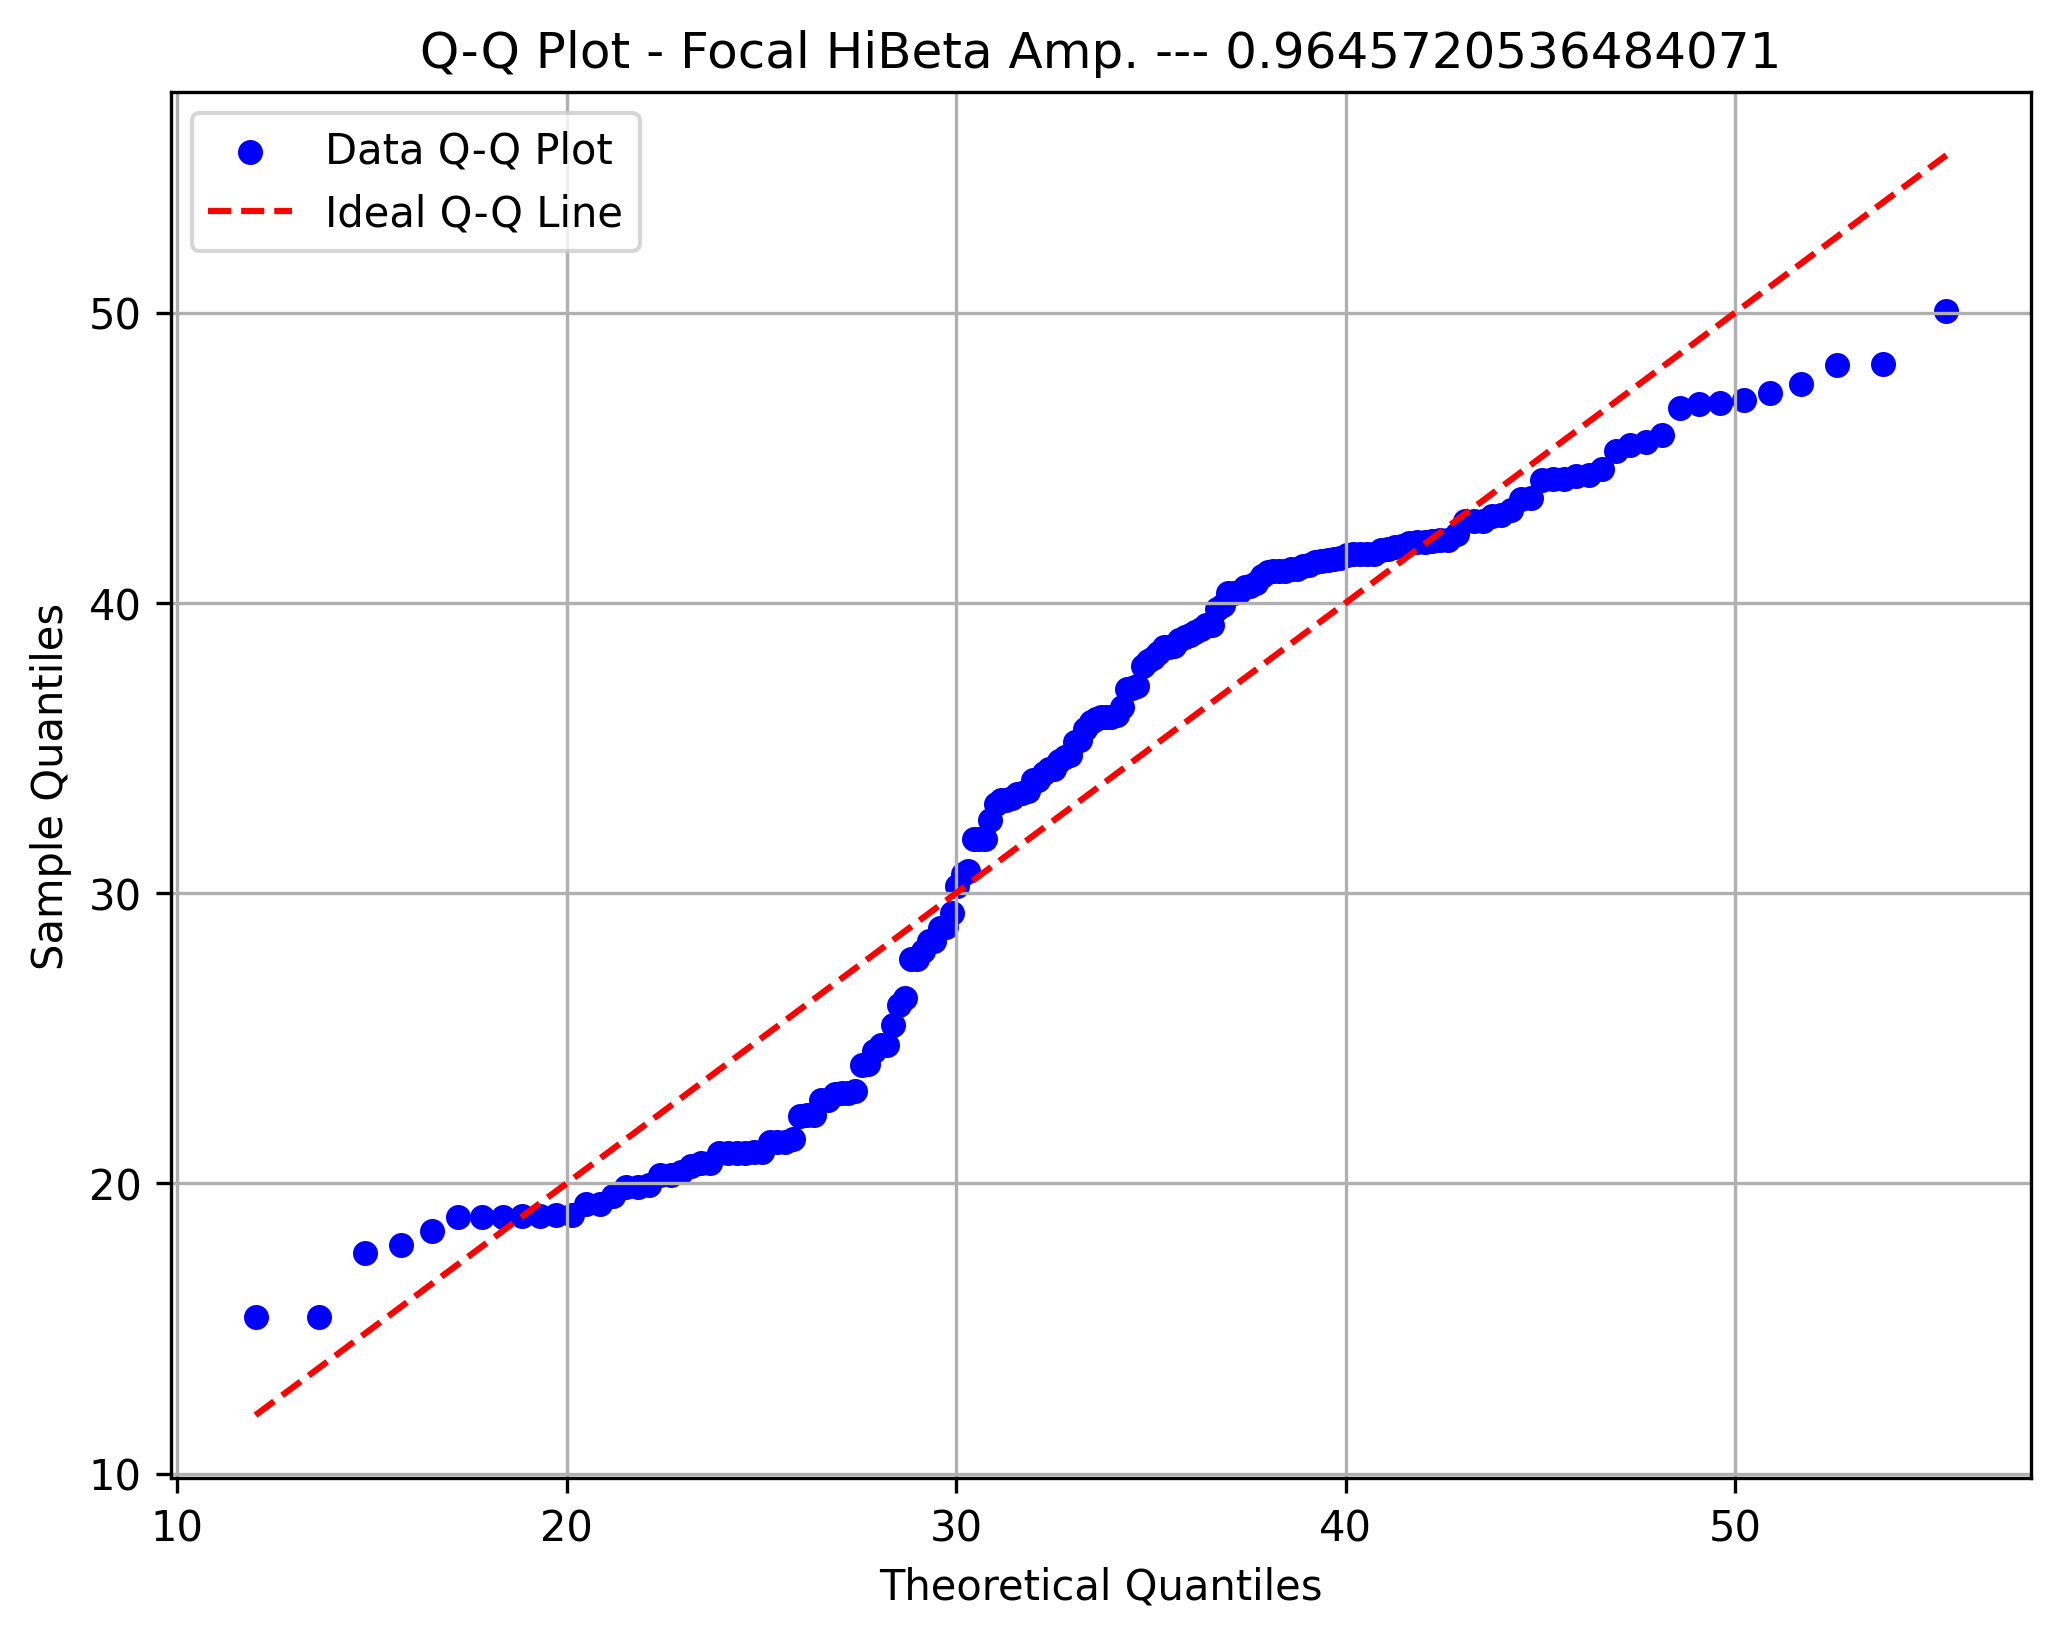 Q-Q Plot - Focal HiBeta Amp. --- 0.9645720536484071
Data Q-Q Plot
Ideal Q-Q Line
Sample Quantiles
50
40
30
20
10
10 20 30 40 50
Theoretical Quantiles